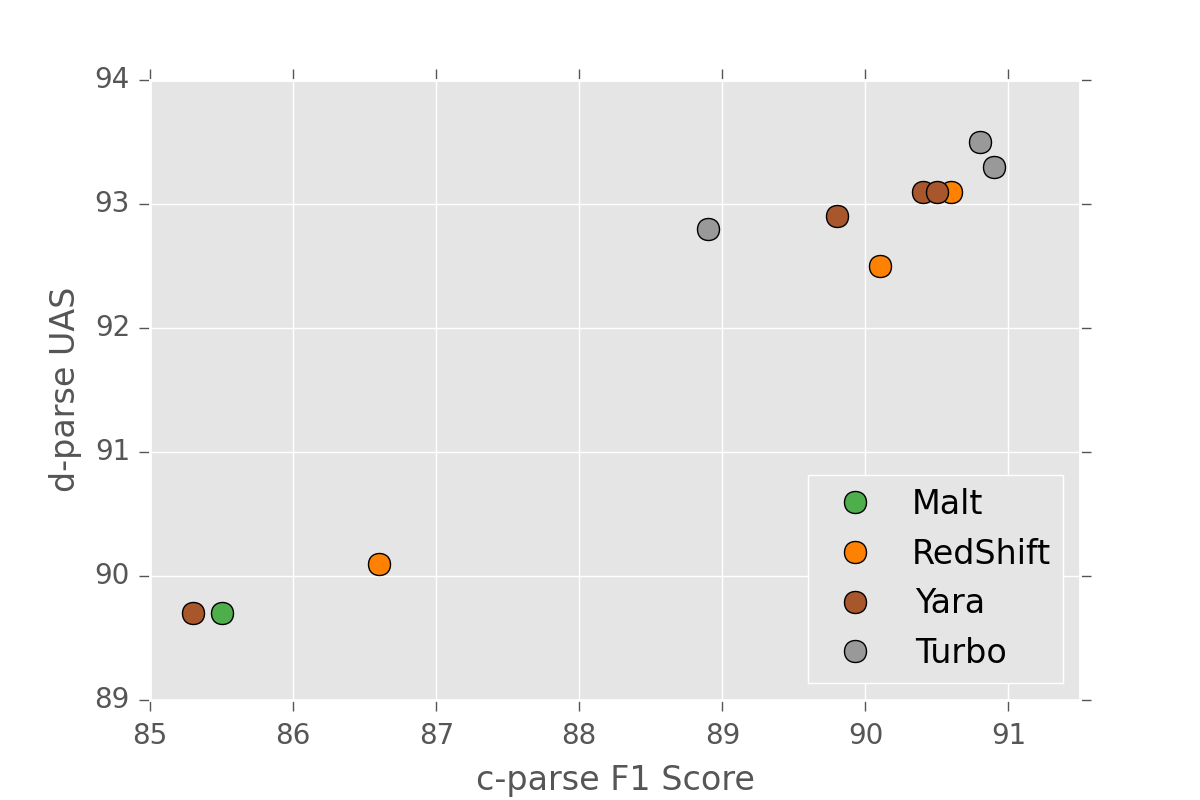 94
93
92
91
90
89
d-parse UAS
Malt
RedShift
Yara
Turbo
85 86 87 88 89 90 91
c-parse F1 Score